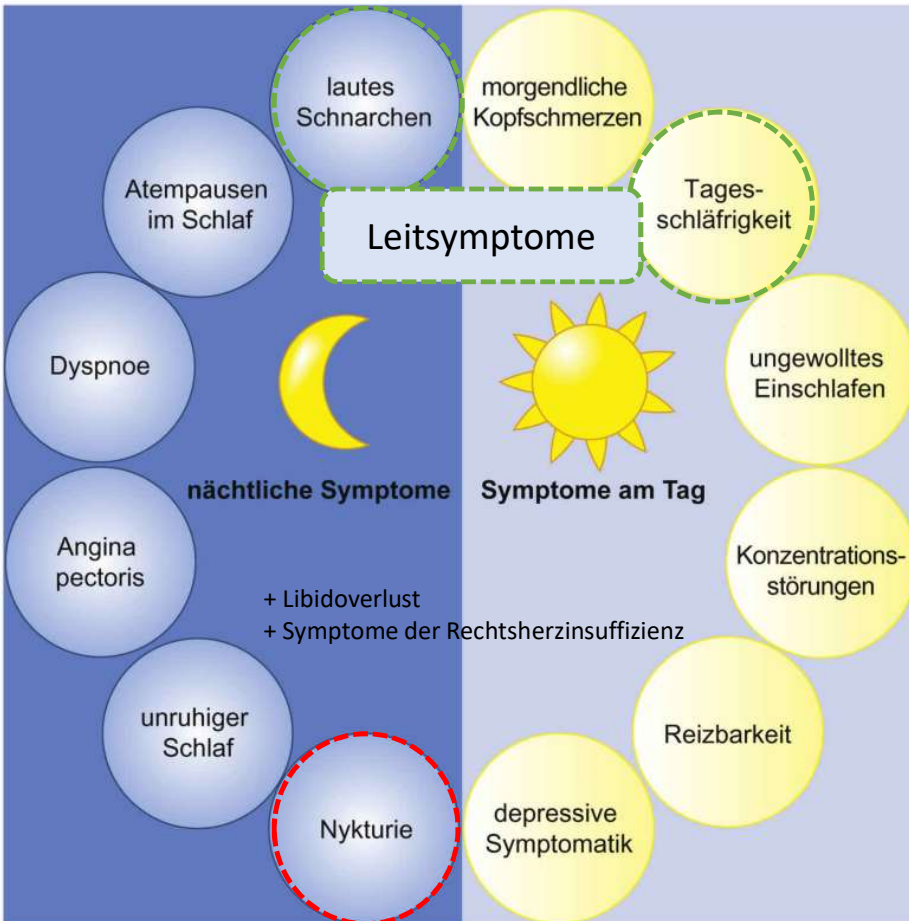 lautes
Schnarchen
morgendliche
Kopfschmerzen
Atempausen
im Schlaf
Tages-
schläfrigkeit
Leitsymptome
Dyspnoe
ungewolltes
Einschlafen
nächtliche Symptome
Symptome am Tag
Angina
pectoris
Konzentrations-
störungen
+ Libidoverlust
+ Symptome der Rechtsherzinsuffizienz
unruhiger
Schlaf
Reizbarkeit
Nykturie
depressive
Symptomatik